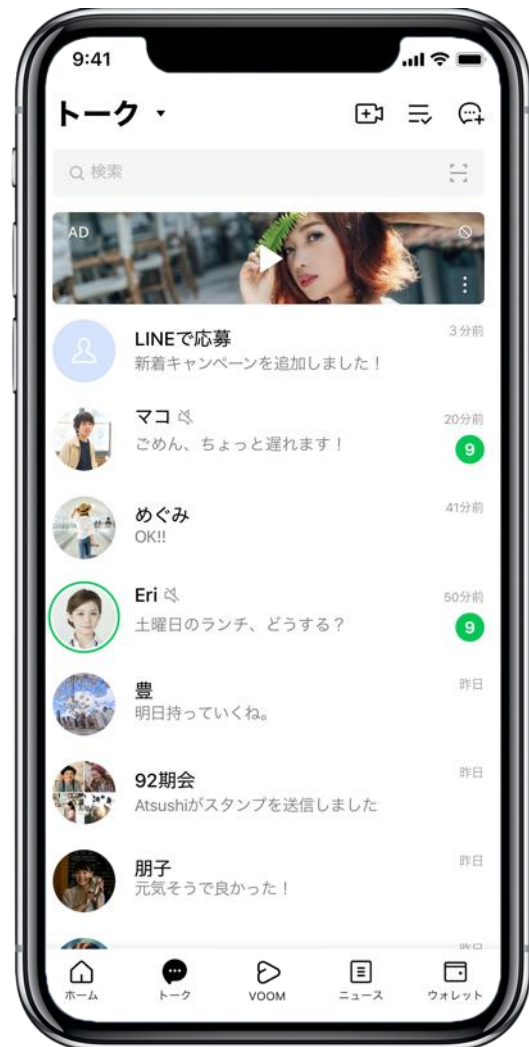 9:41
トーク
検索
AD
LINEで応募
3分前
新着キャンペーンを追加しました！
マコ
20分前
ごめん、ちょっと遅れます！
9
めぐみ
41分前
OK!!
Eri
50分前
土曜日のランチ、どうする？
9
豊
昨日
明日持っていくね。
92期会
昨日
Atsushiがスタンプを送信しました
朋子
昨日
元気そうで良かった！
ホーム
トーク
VOOM
ニュース
ウォレット